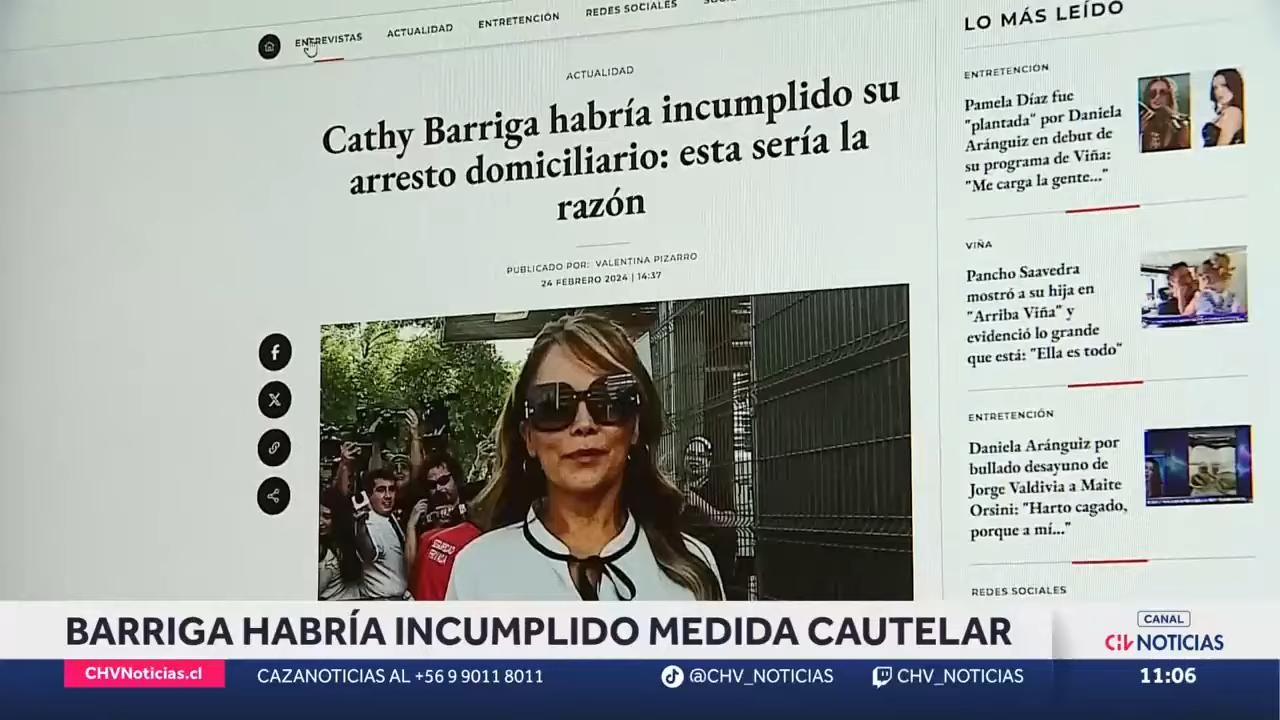 ENTREVISTAS
ACTUALIDAD
ENTRETENCIÓN
REDES SOCIALES
LO MÁS LEÍDO
ACTUALIDAD
Cathy Barriga habría incumplido su
arresto domiciliario: esta sería la
razón
PUBLICADO POR: VALENTINA PIZARRO
24 FEBRERO 2024 | 14:37
ENTRETENCIÓN
Pamela Díaz fue
"plantada" por Daniela
Aránguiz en debut de
su programa de Viña:
"Me carga la gente..."
VIÑA
Pancho Saavedra
mostró a su hija en
"Arriba Viña" y
evidenció lo grande
que está: "Ella es todo"
ENTRETENCIÓN
Daniela Aránguiz por
bullado desayuno de
Jorge Valdivia a Maite
Orsini: "Harto cagado,
porque a mí..."
REDES SOCIALES
BARRIGA HABRÍA INCUMPLIDO MEDIDA CAUTELAR
CANAL
CHV NOTICIAS
CHVNoticias.cl
CAZANOTICIAS AL +56 9 9011 8011
@CHV_NOTICIAS
CHV_NOTICIAS
11:06